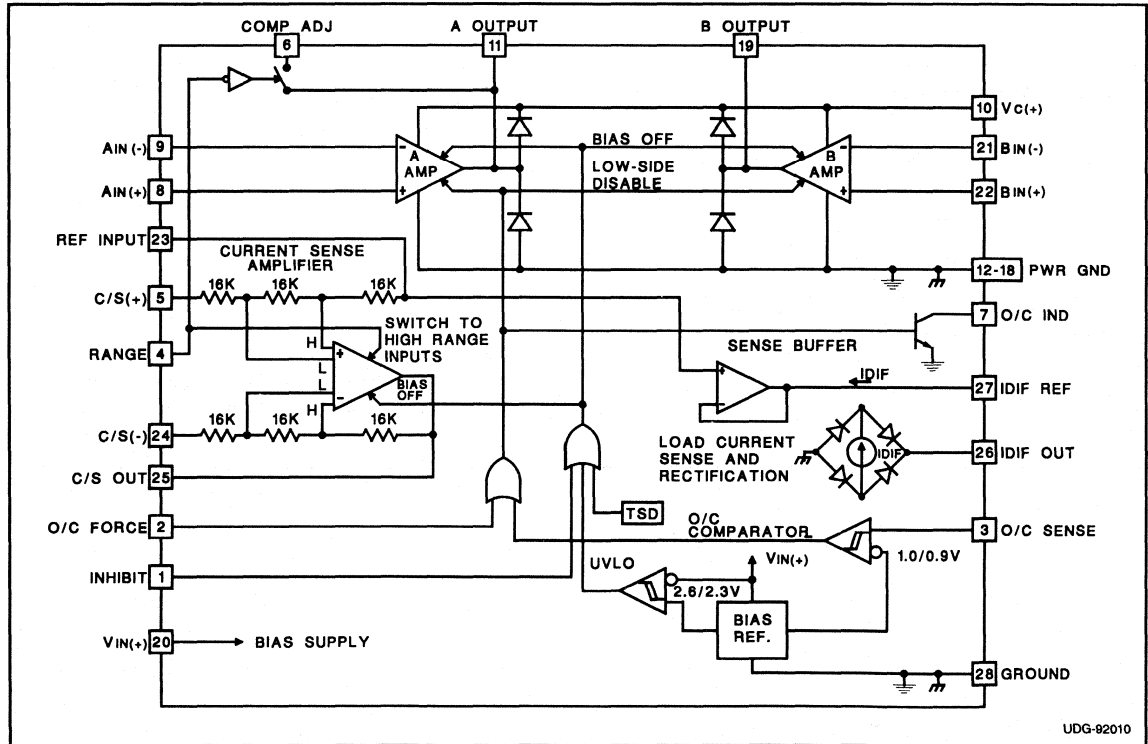 COMP ADJ
A OUTPUT
B OUTPUT
6
11
19
10 VC(+)
AIN(-) 9
21 BIN(-)
BIAS OFF
A AMP
B AMP
LOW-SIDE DISABLE
AIN(+) 8
22 BIN(+)
REF INPUT 23
CURRENT SENSE AMPLIFIER
12-18 PWR GND
16K 16K 16K
C/S(+) 5
7 O/C IND
SWITCH TO HIGH RANGE INPUTS
SENSE BUFFER
RANGE 4
H
L
L
H
BIAS OFF
IDIF
27 IDIF REF
16K 16K 16K
C/S(-) 24
LOAD CURRENT SENSE AND RECTIFICATION
IDIF
26 IDIF OUT
C/S OUT 25
TSD
O/C FORCE 2
O/C COMPARATOR
3 O/C SENSE
1.0/0.9V
UVLO
VIN(+)
INHIBIT 1
2.6/2.3V
BIAS REF.
VIN(+) 20
BIAS SUPPLY
28 GROUND
UDG-92010